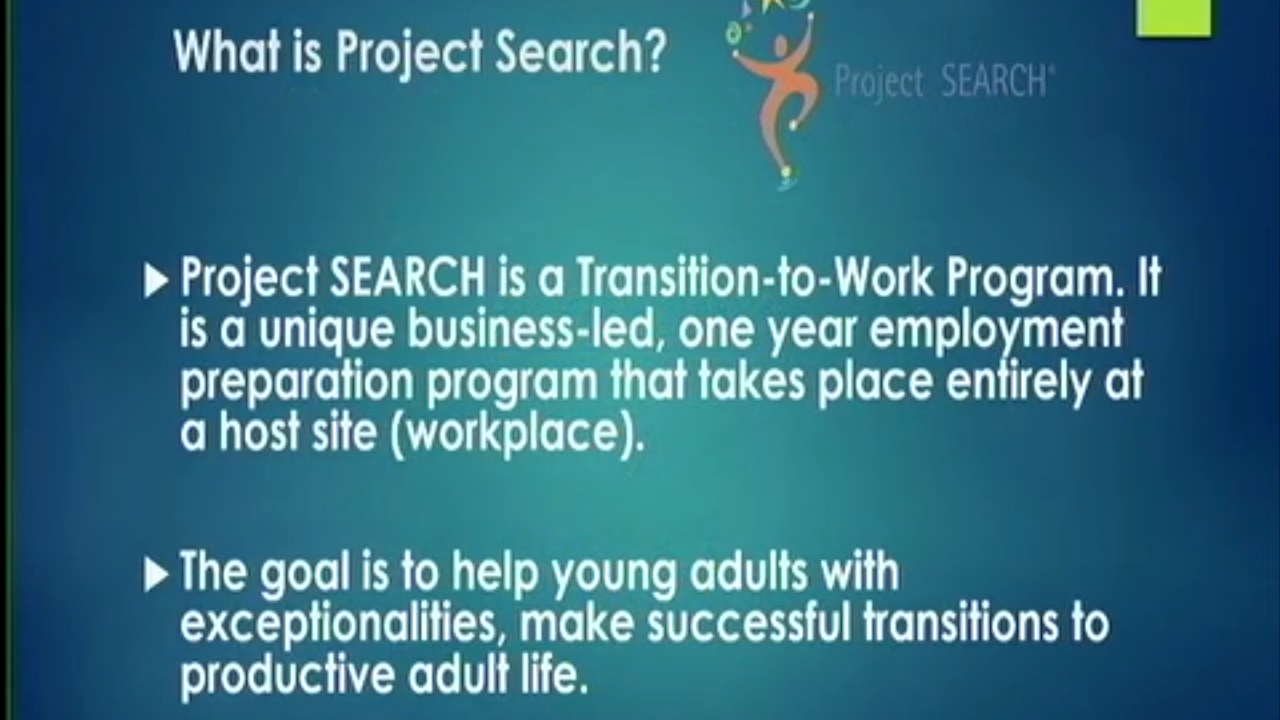 What is Project Search?
Project SEARCH®
Project SEARCH is a Transition-to-Work Program. It
is a unique business-led, one year employment
preparation program that takes place entirely at
a host site (workplace).
The goal is to help young adults with
exceptionalities, make successful transitions to
productive adult life.